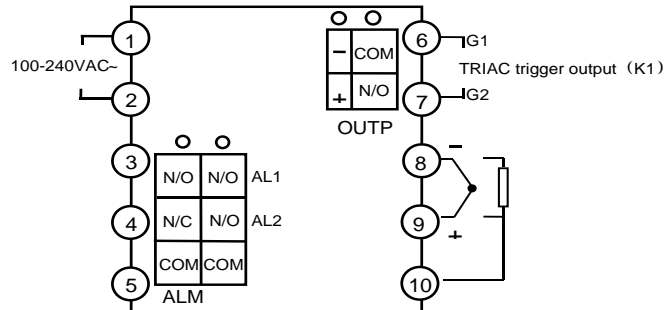 1
100-240VAC~
2
3
4
5
N/O N/O AL1
N/C N/O AL2
COM COM
ALM
− COM
+ N/O
OUTP
6 G1
TRIAC trigger output（K1）
7 G2
8 −
9 +
10